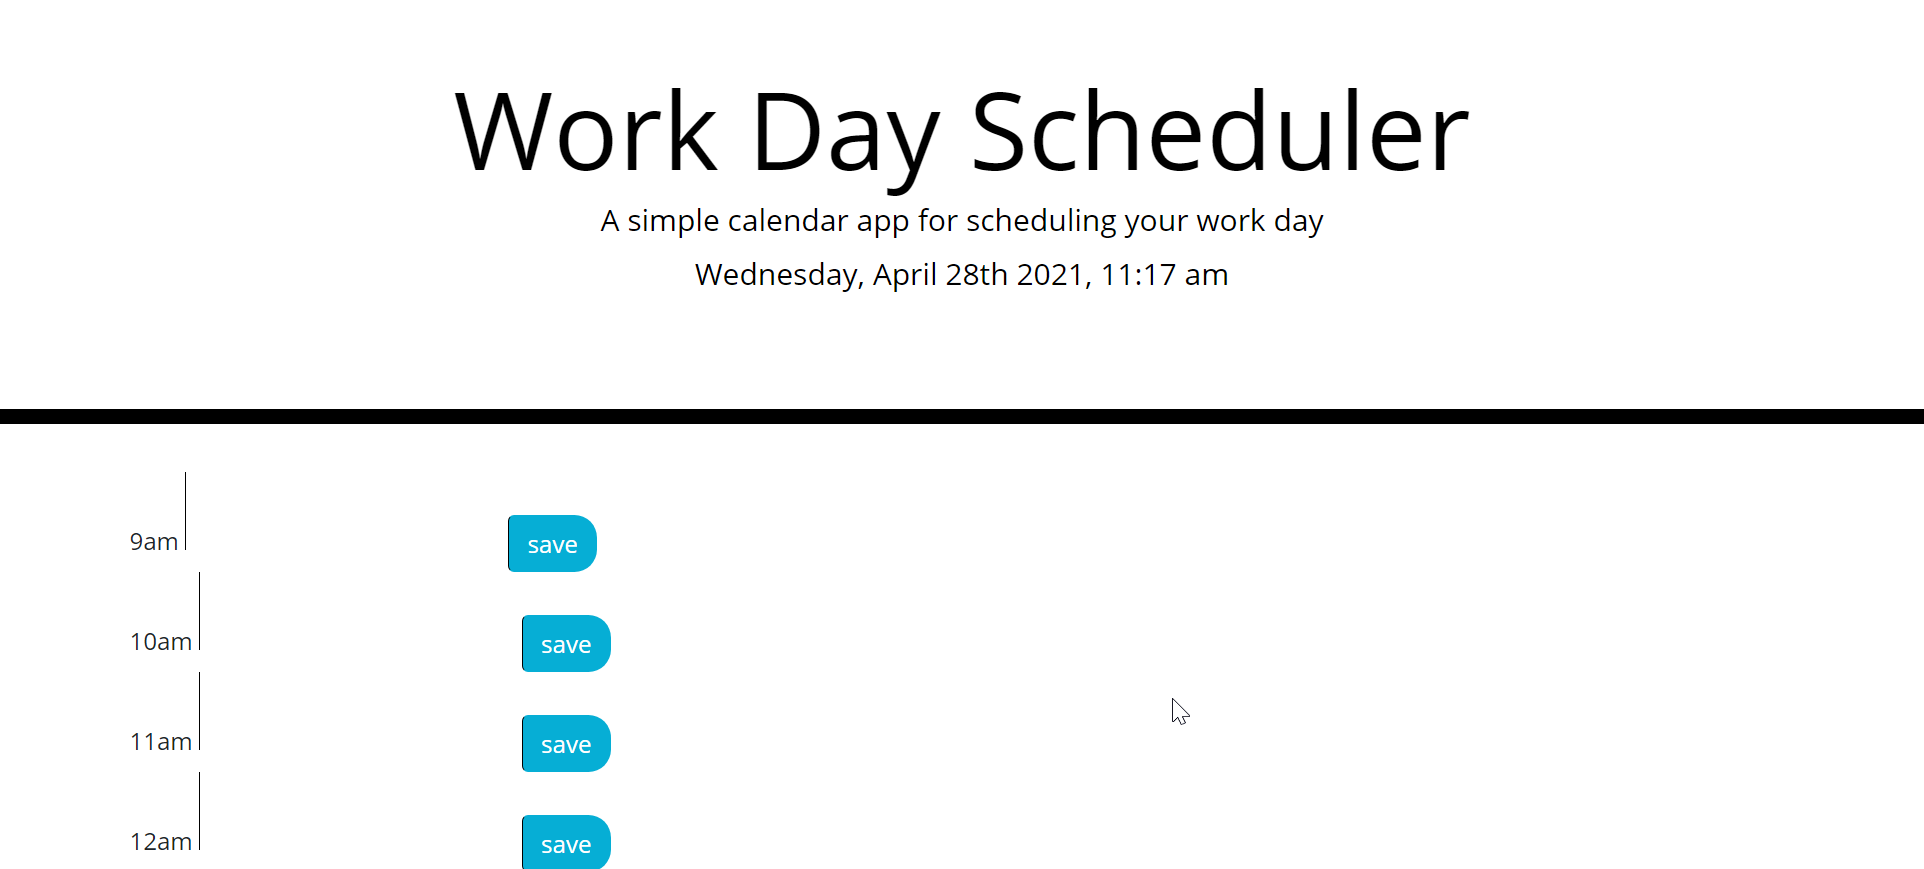 Work Day Scheduler
A simple calendar app for scheduling your work day
Wednesday, April 28th 2021, 11:17 am
9am save
10am save
11am save
12am save